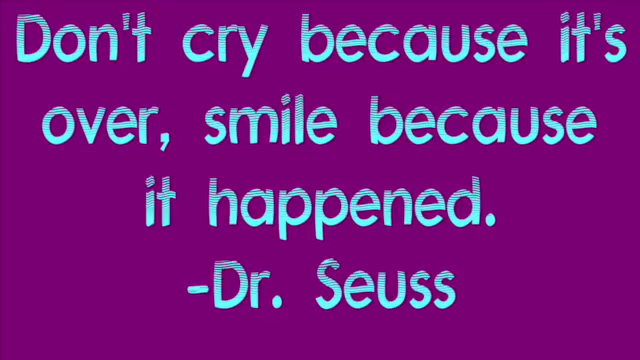 Don't cry because it's
over, smile because
it happened.
-Dr. Seuss